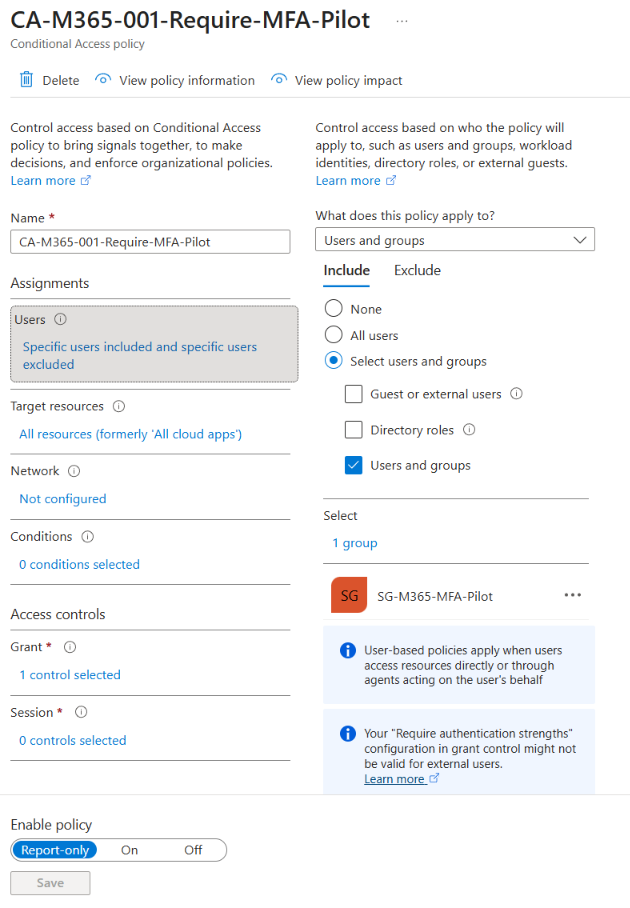 CA-M365-001-Require-MFA-Pilot ...
Conditional Access policy
Delete View policy information View policy impact
Control access based on Conditional Access
policy to bring signals together, to make
decisions, and enforce organizational policies.
Learn more
Name *
CA-M365-001-Require-MFA-Pilot
Assignments
Users
Specific users included and specific users
excluded
Target resources
All resources (formerly 'All cloud apps')
Network
Not configured
Conditions
0 conditions selected
Access controls
Grant *
1 control selected
Session *
0 controls selected
Control access based on who the policy will
apply to, such as users and groups, workload
identities, directory roles, or external guests.
Learn more
What does this policy apply to?
Users and groups
Include Exclude
None
All users
Select users and groups
Guest or external users
Directory roles
Users and groups
Select
1 group
SG SG-M365-MFA-Pilot
User-based policies apply when users
access resources directly or through
agents acting on the user's behalf
Your "Require authentication strengths"
configuration in grant control might not
be valid for external users.
Learn more
Enable policy
Report-only On Off
Save